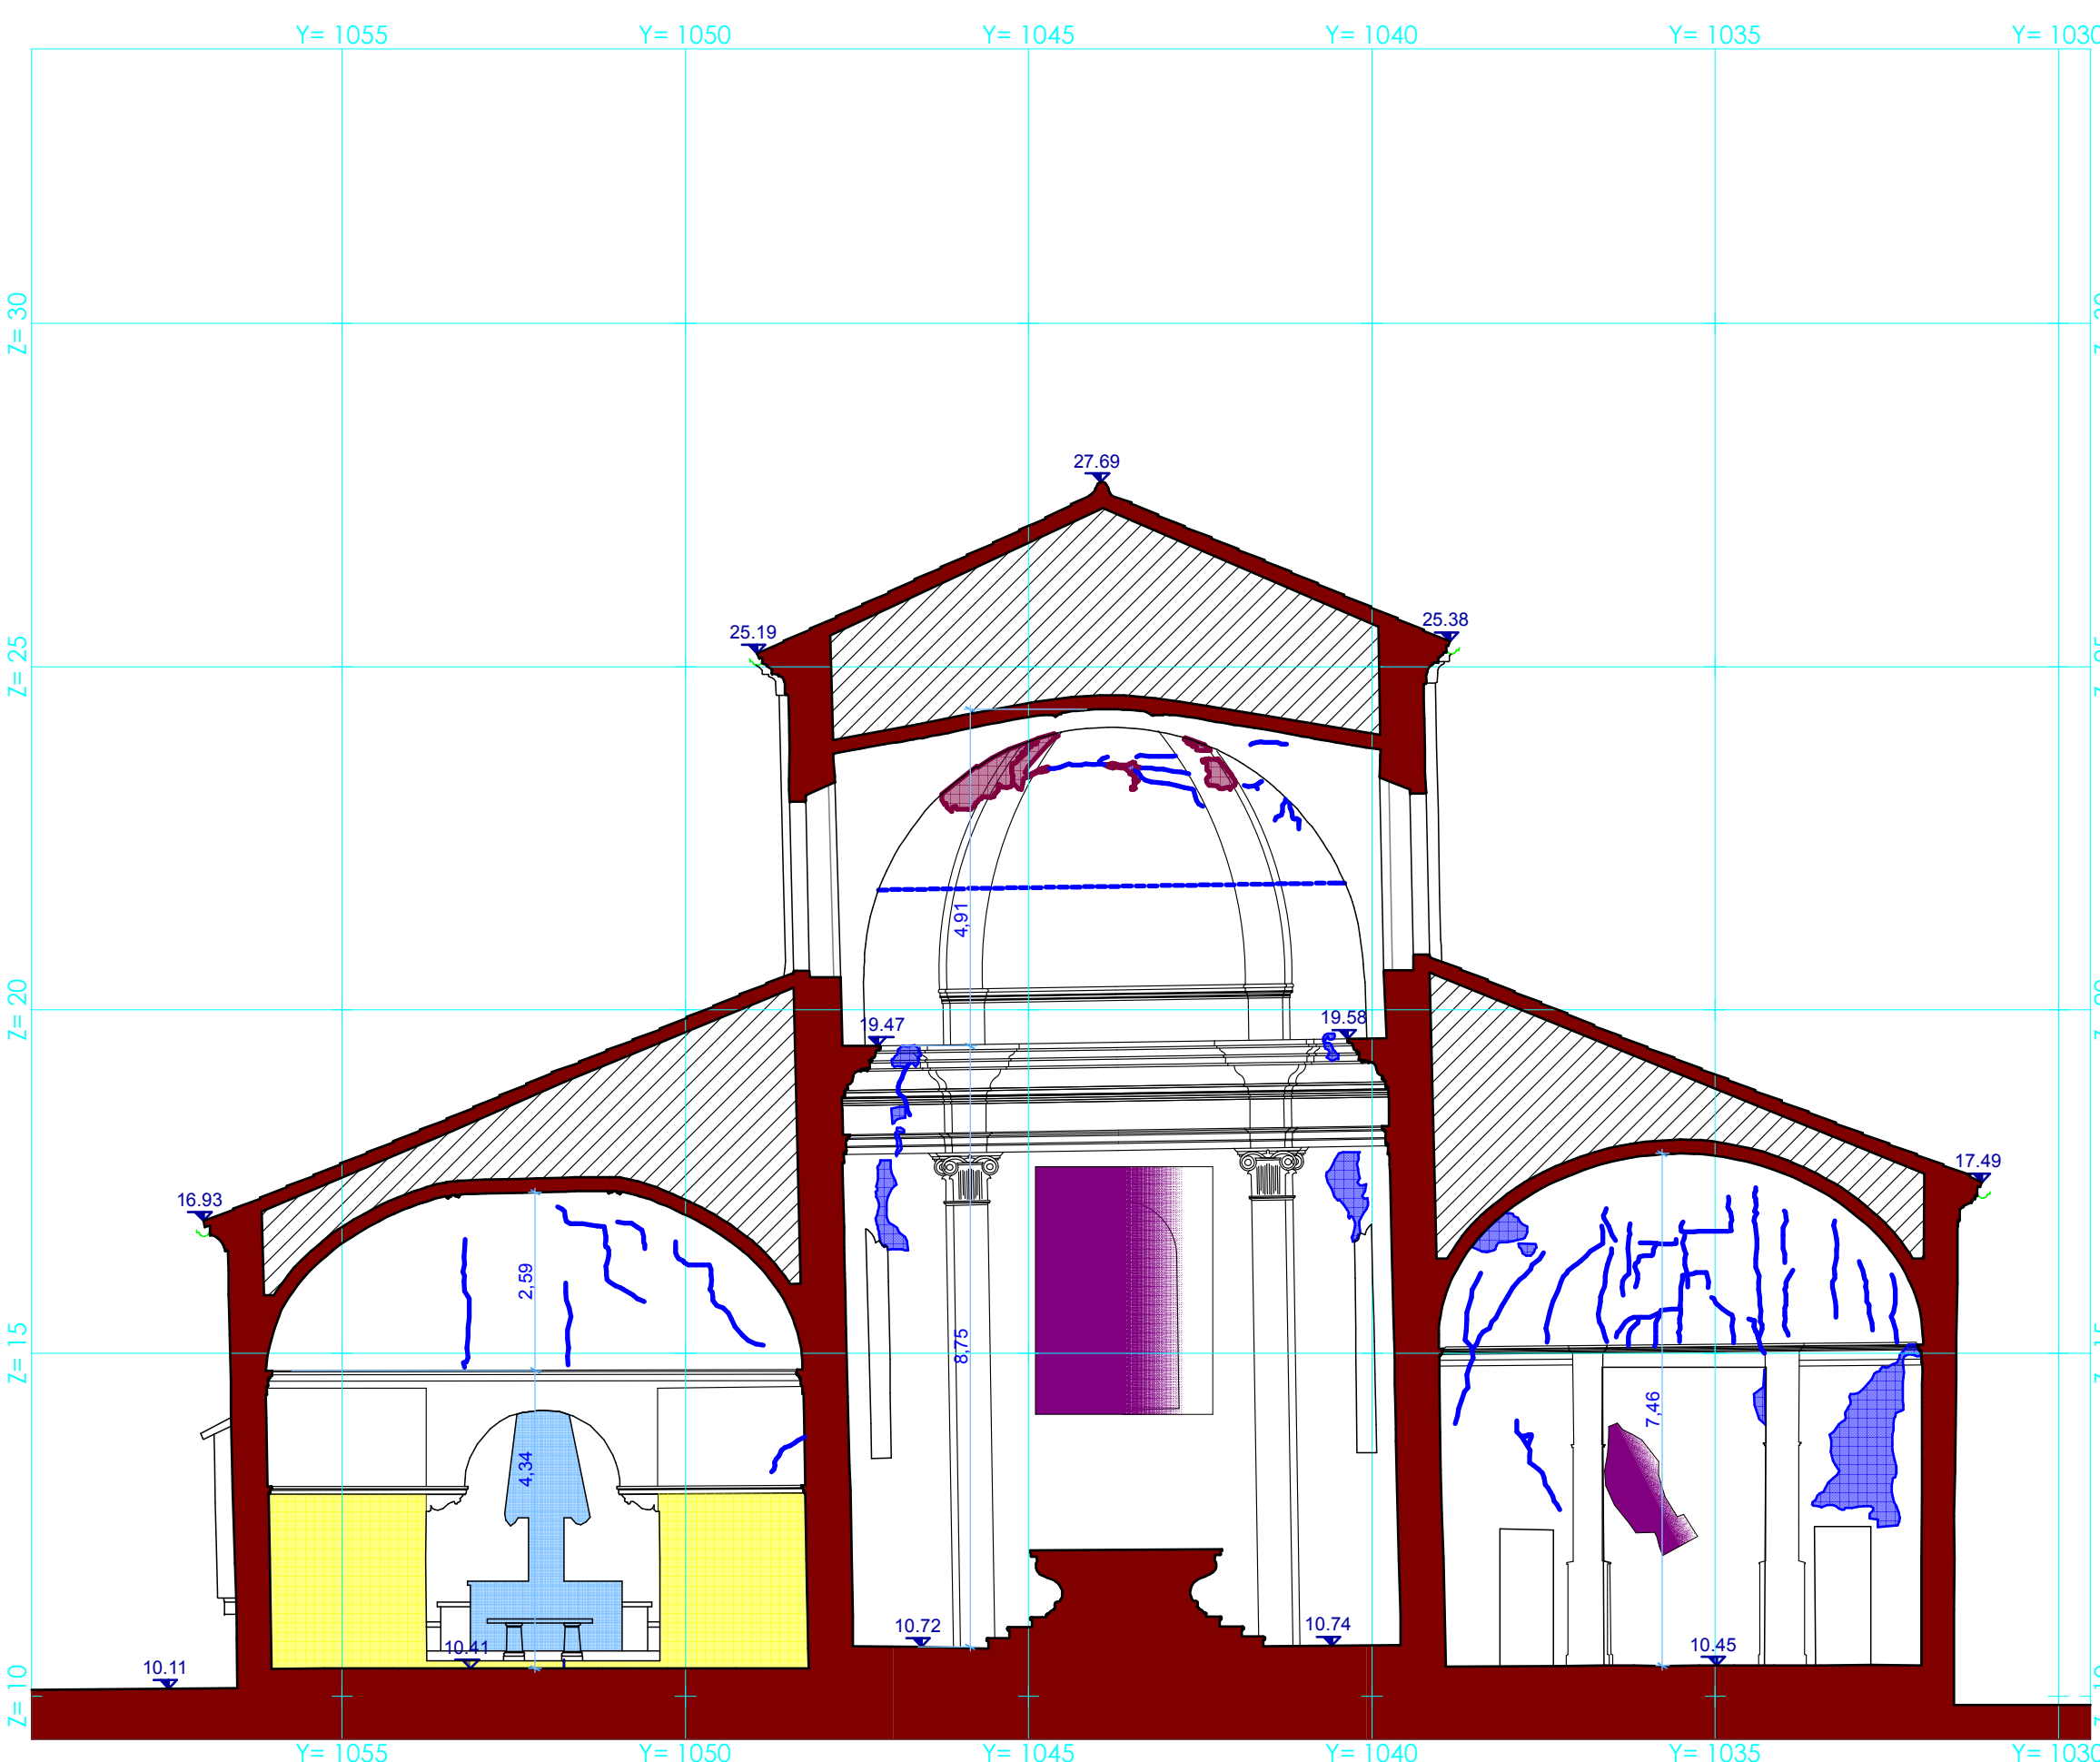 Y= 1055
Y= 1050
Y= 1045
Y= 1040
Y= 1035
Y= 1030
Z= 30
27.69
25.19
25.38
Z= 25
4,91
Z= 20
19.47
19.58
16.93
17.49
2,59
8,75
Z= 15
7,46
4,34
10.72
10.74
10.41
10.45
10.11
Z= 10
Y= 1055
Y= 1050
Y= 1045
Y= 1040
Y= 1035
Y= 1030